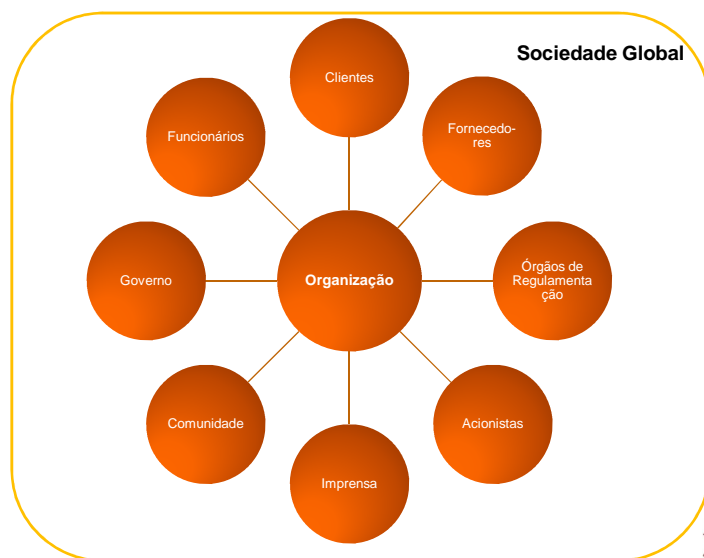 Sociedade Global
Clientes
Fornecedo-
res
Funcionários
Governo
Organização
Órgãos de
Regulamenta
ção
Comunidade
Acionistas
Imprensa